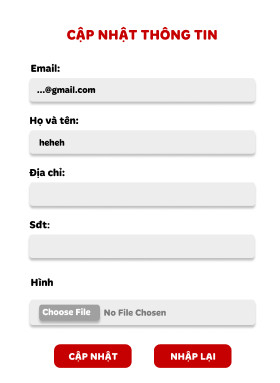 CẬP NHẬT THÔNG TIN
Email:
...@gmail.com
Họ và tên:
heheh
Địa chỉ:
Sđt:
Hình
Choose File No File Chosen
CẬP NHẬT NHẬP LẠI